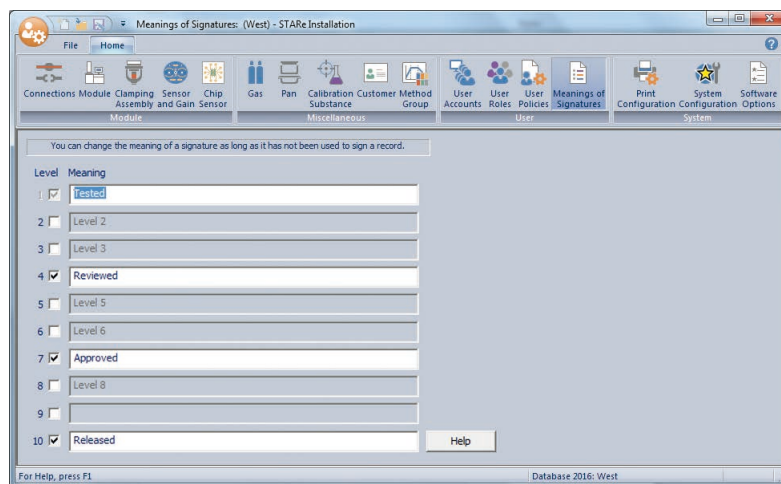 Meanings of Signatures: (West) - STARe Installation
File Home
Connections Module Clamping Assembly Sensor and Gain Chip Sensor
Gas Pan Calibration Substance Customer Method Group
User Accounts User Roles User Policies Meanings of Signatures
Print Configuration System Configuration Software Options
Module Miscellaneous User System
You can change the meaning of a signature as long as it has not been used to sign a record.
Level Meaning
1 Tested
2 Level 2
3 Level 3
4 Reviewed
5 Level 5
6 Level 6
7 Approved
8 Level 8
9
10 Released Help
For Help, press F1 Database 2016: West